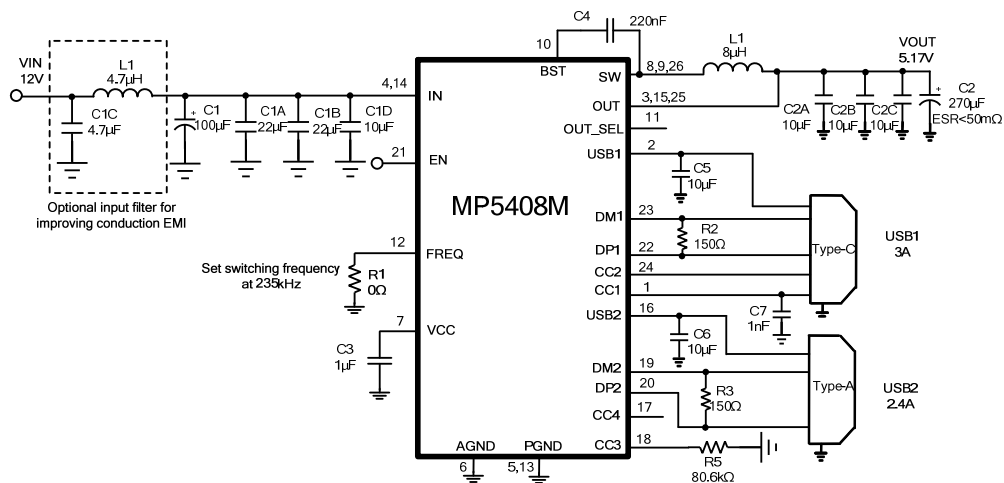 VIN
12V
L1
4.7μH
C1C
4.7μF
Optional input filter for
improving conduction EMI
C1
100μF
C1A
22μF
C1B
22μF
C1D
10μF
4,14
IN
21
EN
12
FREQ
Set switching frequency
at 235kHz
R1
0Ω
7
VCC
C3
1μF
MP5408M
AGND
6
PGND
5,13
C4
220nF
10
BST
SW
8,9,26
L1
8μH
VOUT
5.17V
OUT
3,15,25
OUT_SEL
11
C2A
10μF
C2B
10μF
C2C
10μF
C2
270μF
ESR<50mΩ
USB1
2
C5
10μF
DM1
23
R2
150Ω
DP1
22
CC2
24
CC1
1
Type-C
USB1
3A
C7
1nF
USB2
16
C6
10μF
DM2
19
DP2
20
R3
150Ω
Type-A
USB2
2.4A
CC4
17
CC3
18
R5
80.6kΩ